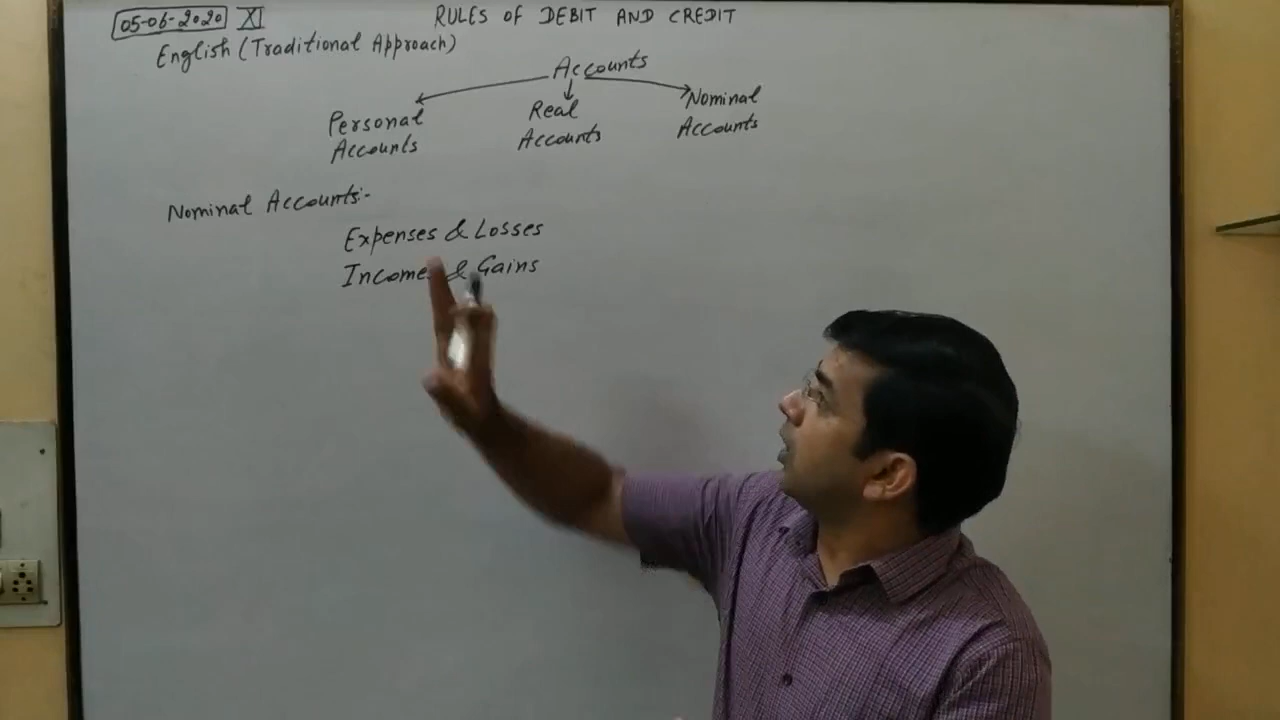 05-06-2020 XI RULES OF DEBIT AND CREDIT
English (Traditional Approach)
Accounts
Personal Accounts
Real Accounts
Nominal Accounts
Nominal Accounts:-
Expenses & Losses
Incomes & Gains